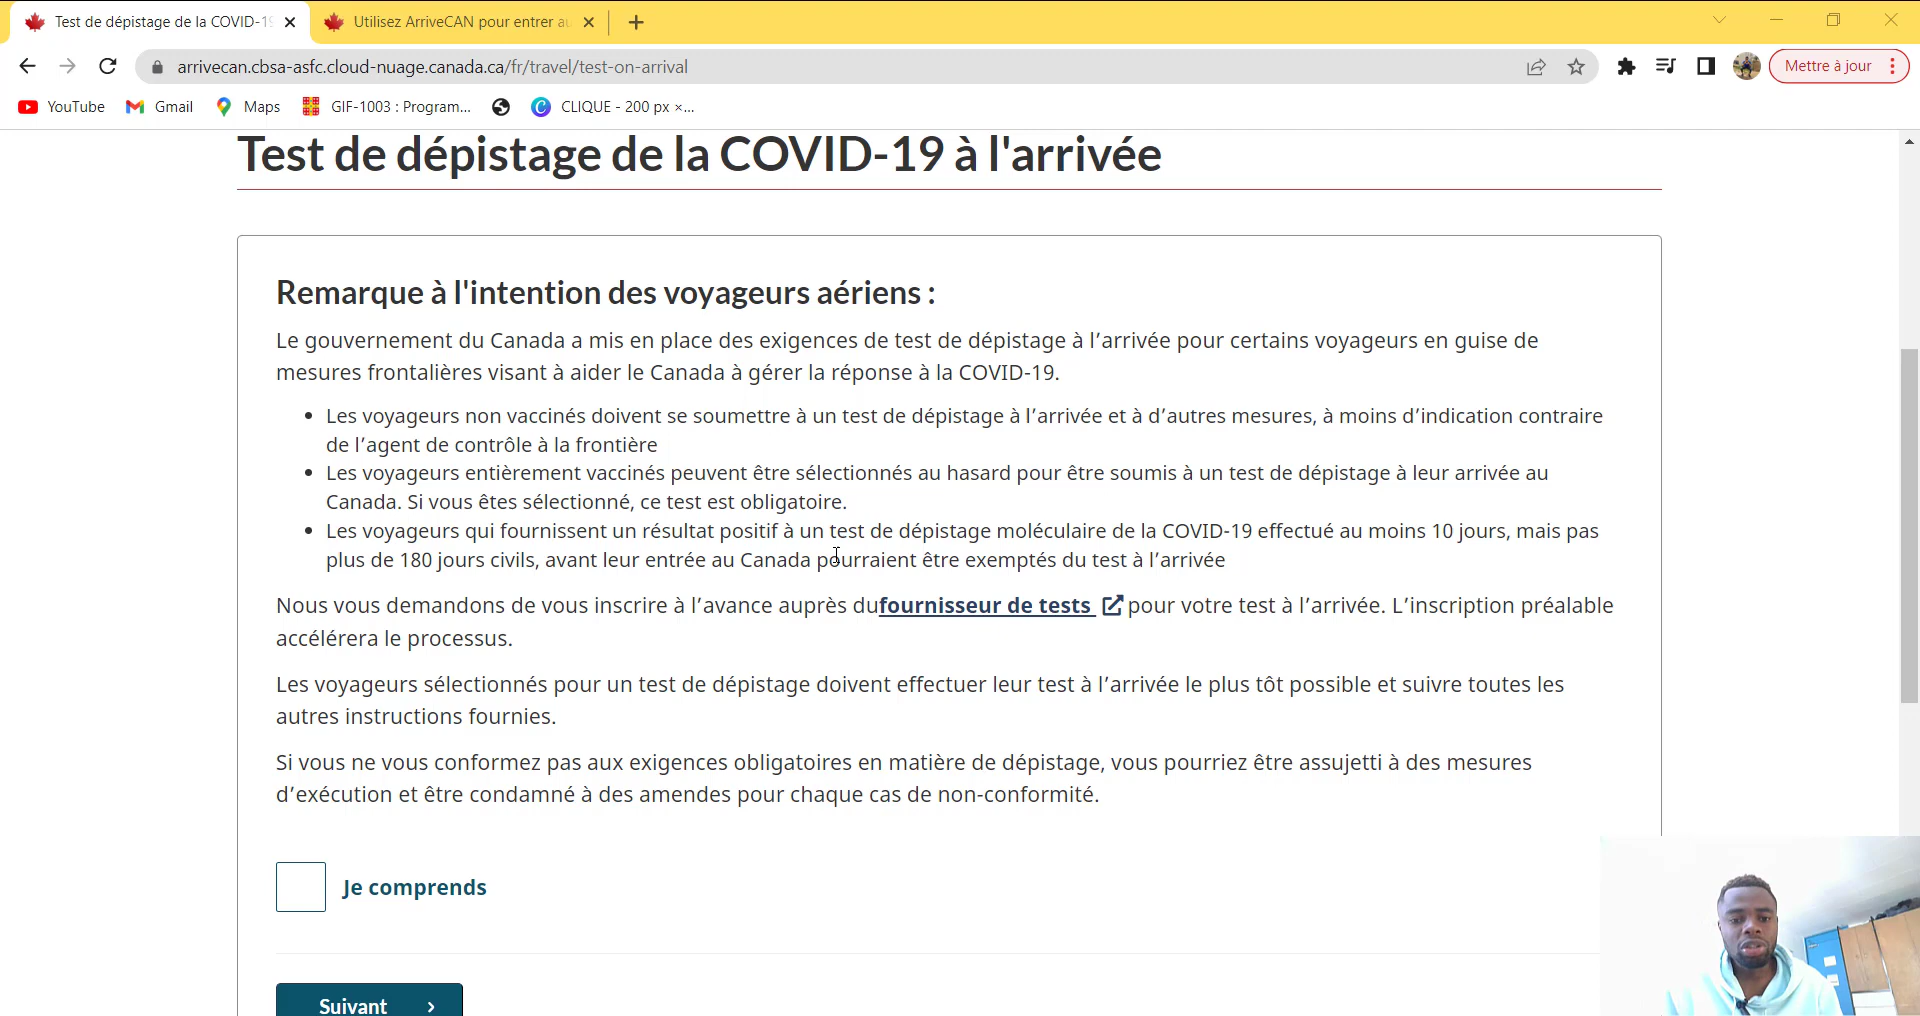 Test de dépistage de la COVID-19
Utilisez ArriveCAN pour entrer au
arrivecan.cbsa-asfc.cloud-nuage.canada.ca/fr/travel/test-on-arrival
Mettre à jour
YouTube
Gmail
Maps
GIF-1003 : Program...
CLIQUE - 200 px ×...
Test de dépistage de la COVID-19 à l'arrivée
Remarque à l'intention des voyageurs aériens :
Le gouvernement du Canada a mis en place des exigences de test de dépistage à l’arrivée pour certains voyageurs en guise de
mesures frontalières visant à aider le Canada à gérer la réponse à la COVID-19.
• Les voyageurs non vaccinés doivent se soumettre à un test de dépistage à l’arrivée et à d’autres mesures, à moins d’indication contraire
de l’agent de contrôle à la frontière
• Les voyageurs entièrement vaccinés peuvent être sélectionnés au hasard pour être soumis à un test de dépistage à leur arrivée au
Canada. Si vous êtes sélectionné, ce test est obligatoire.
• Les voyageurs qui fournissent un résultat positif à un test de dépistage moléculaire de la COVID-19 effectué au moins 10 jours, mais pas
plus de 180 jours civils, avant leur entrée au Canada pourraient être exemptés du test à l’arrivée
Nous vous demandons de vous inscrire à l’avance auprès dufournisseur de tests pour votre test à l’arrivée. L’inscription préalable
accélérera le processus.
Les voyageurs sélectionnés pour un test de dépistage doivent effectuer leur test à l’arrivée le plus tôt possible et suivre toutes les
autres instructions fournies.
Si vous ne vous conformez pas aux exigences obligatoires en matière de dépistage, vous pourriez être assujetti à des mesures
d’exécution et être condamné à des amendes pour chaque cas de non-conformité.
Je comprends
Suivant